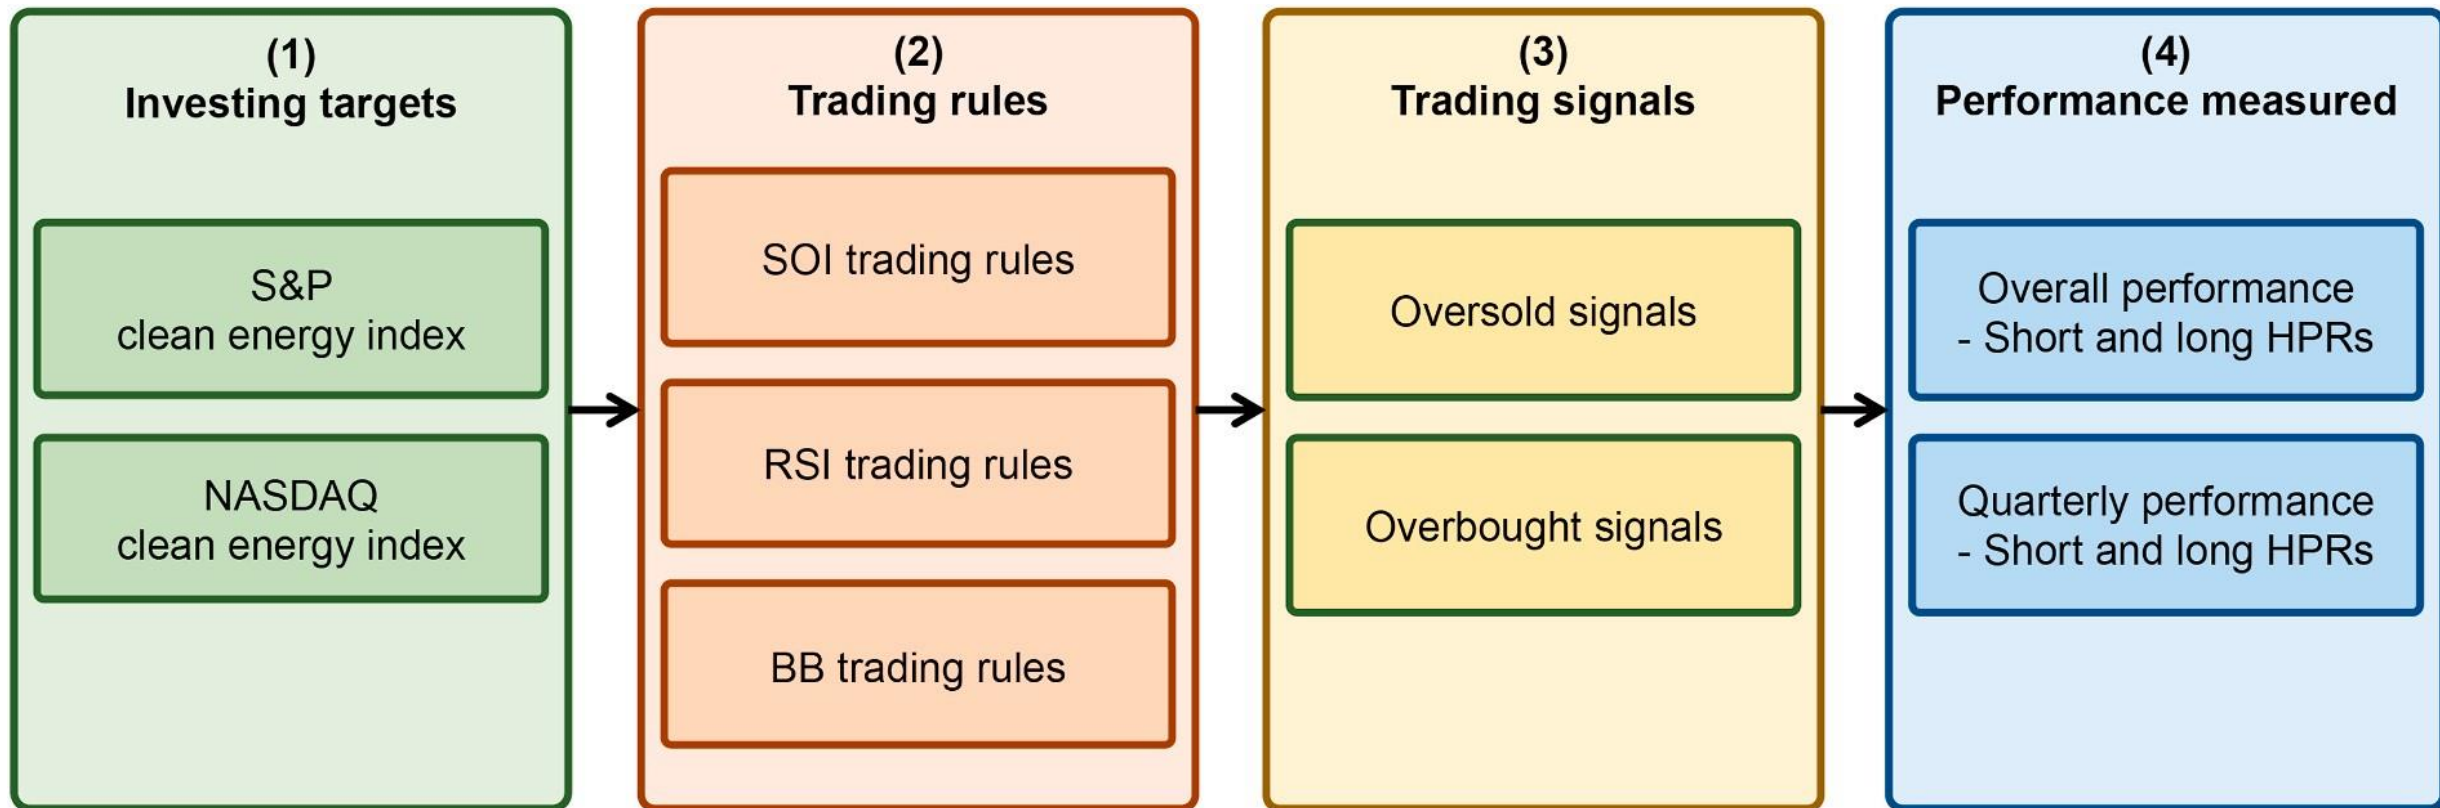 (1)
Investing targets
S&P
clean energy index
NASDAQ
clean energy index
(2)
Trading rules
SOI trading rules
RSI trading rules
BB trading rules
(3)
Trading signals
Oversold signals
Overbought signals
(4)
Performance measured
Overall performance
- Short and long HPRs
Quarterly performance
- Short and long HPRs